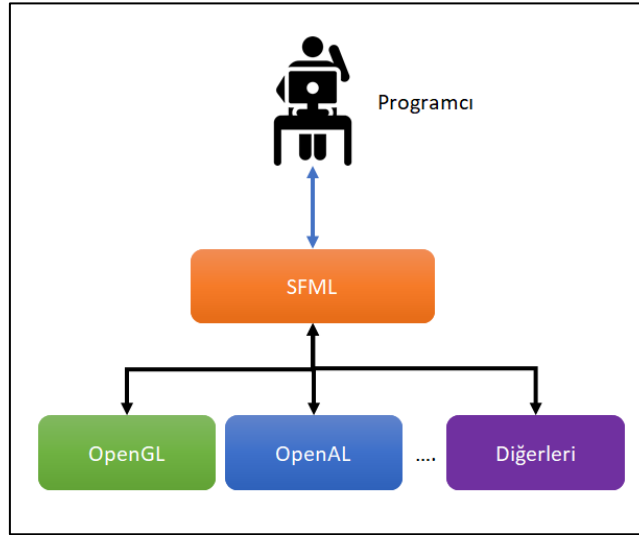 Programcı
SFML
OpenGL
OpenAL
....
Diğerleri